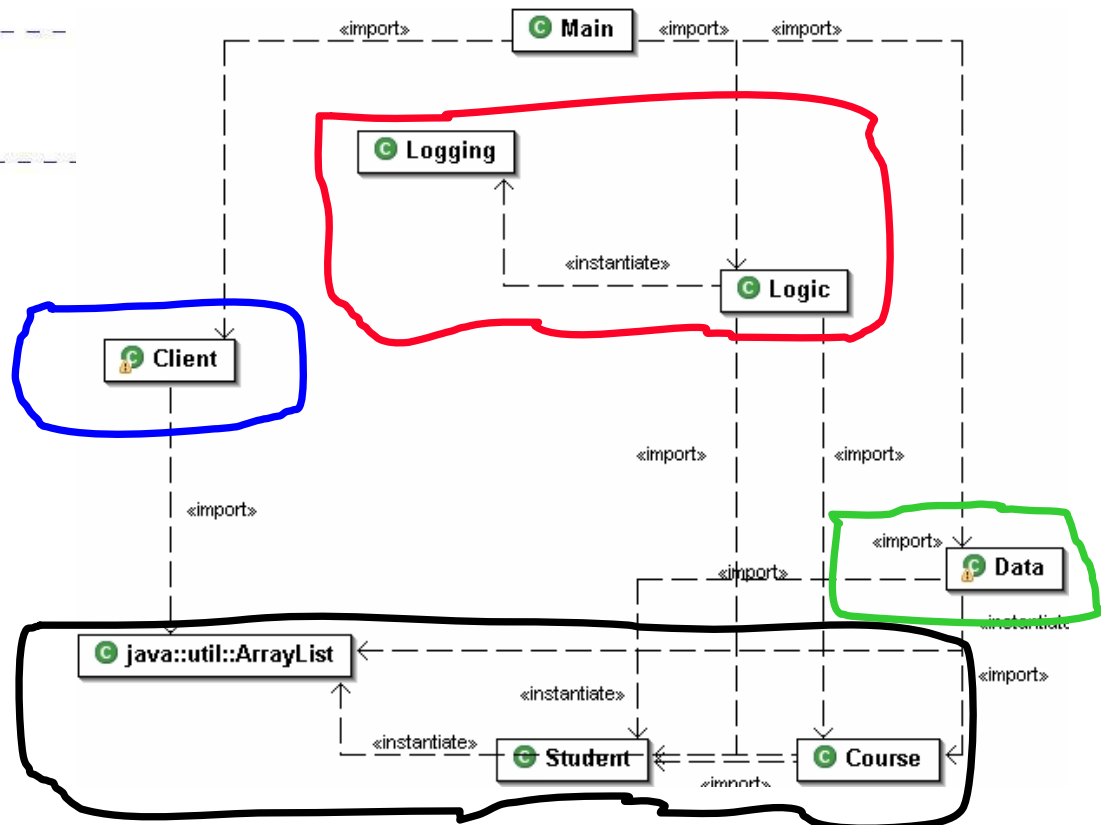 «import»
C Main
«import»
«import»
C Logging
«instantiate»
C Logic
C Client
«import»
«import»
«import»
«import»
C Data
«import»
«instantiate
C java::util::ArrayList
«import»
«instantiate»
«instantiate»
C Student
C Course
«import»